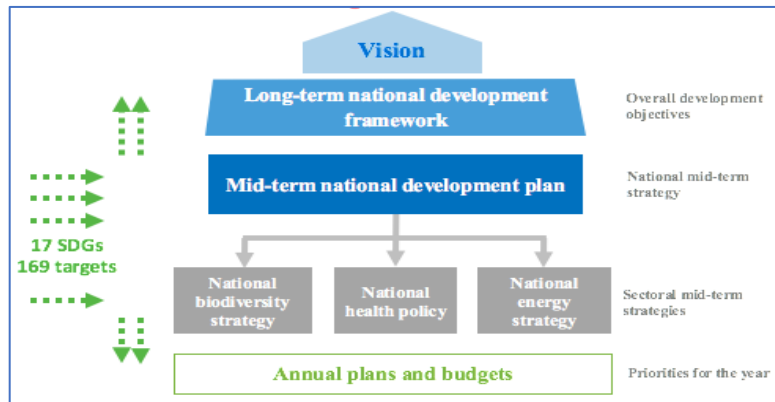 Vision
Long-term national development
framework
Overall development
objectives
Mid-term national development plan
National mid-term
strategy
17 SDGs
169 targets
National
biodiversity
strategy
National
health policy
National
energy
strategy
Sectoral mid-term
strategies
Annual plans and budgets
Priorities for the year